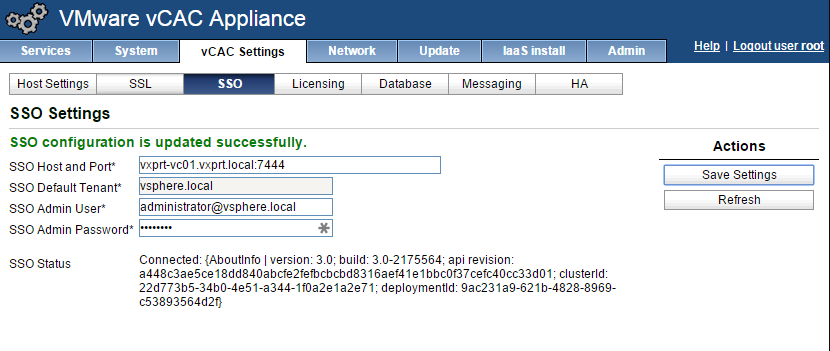 VMware vCAC Appliance
Services System vCAC Settings Network Update IaaS install Admin Help | Logout user root
Host Settings SSL SSO Licensing Database Messaging HA
SSO Settings
SSO configuration is updated successfully.
Actions
SSO Host and Port* vxprt-vc01.vxprt.local:7444
Save Settings
SSO Default Tenant* vsphere.local
Refresh
SSO Admin User* administrator@vsphere.local
SSO Admin Password* ••••••••
SSO Status Connected: {AboutInfo | version: 3.0; build: 3.0-2175564; api revision:
a448c3ae5ce18dd840abcfe2fefbcbcbd8316aef41e1bbc0f37cefc40cc33d01; clusterId:
22d773b5-34b0-4e51-a344-1f0a2e1a2e71; deploymentId: 9ac231a9-621b-4828-8969-
c53893564d2f}